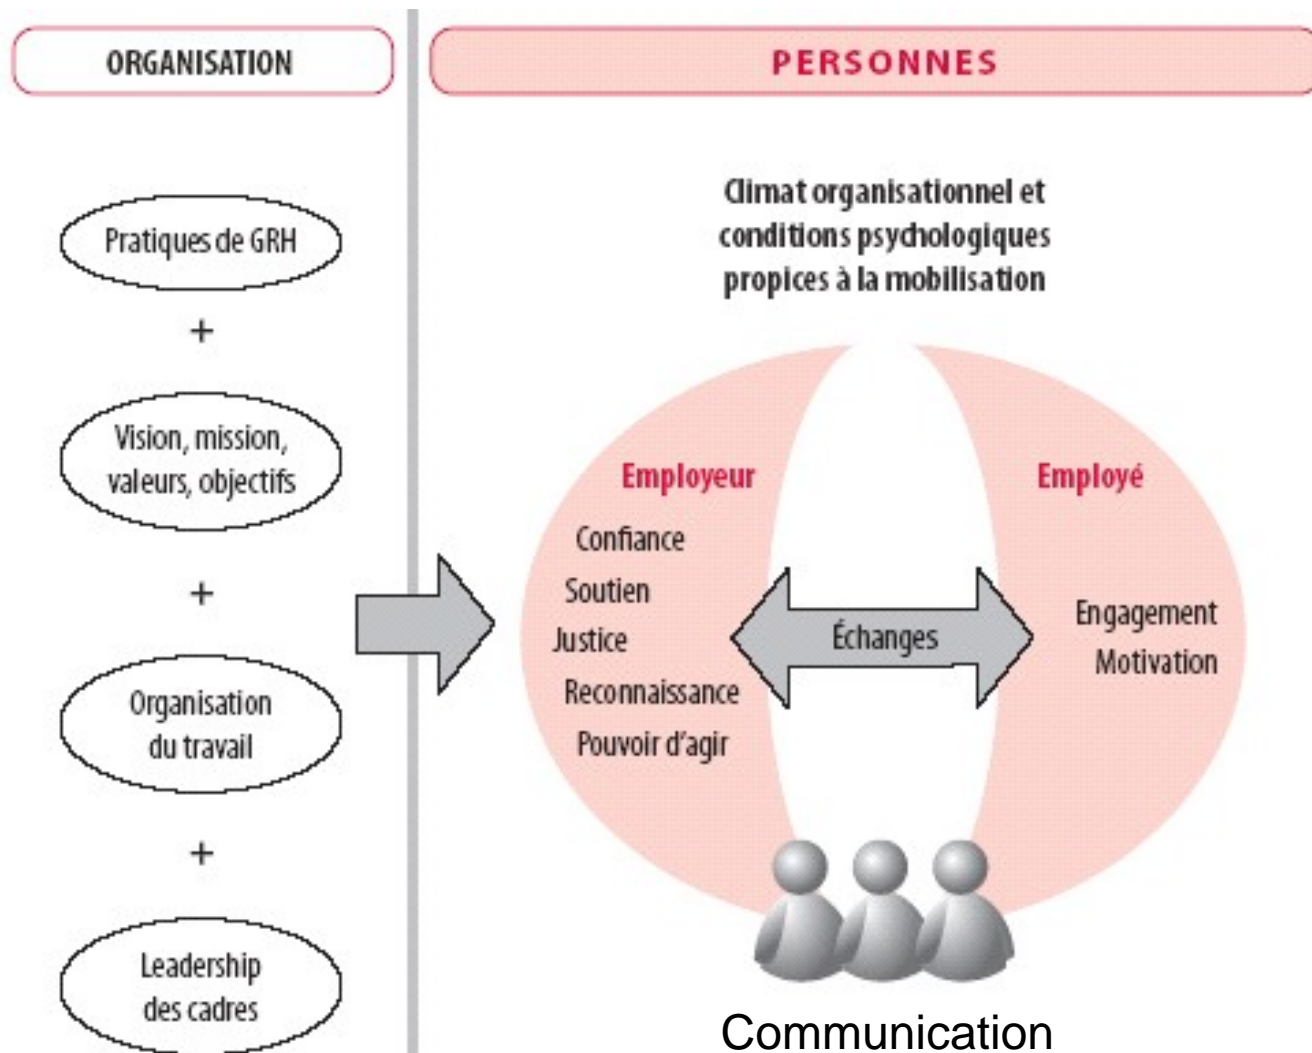 ORGANISATION
PERSONNES
Pratiques de GRH
+
Vision, mission,
valeurs, objectifs
+
Organisation
du travail
+
Leadership
des cadres
Climat organisationnel et
conditions psychologiques
propices à la mobilisation
Employeur
Confiance
Soutien
Justice
Reconnaissance
Pouvoir d'agir
Échanges
Employé
Engagement
Motivation
Communication